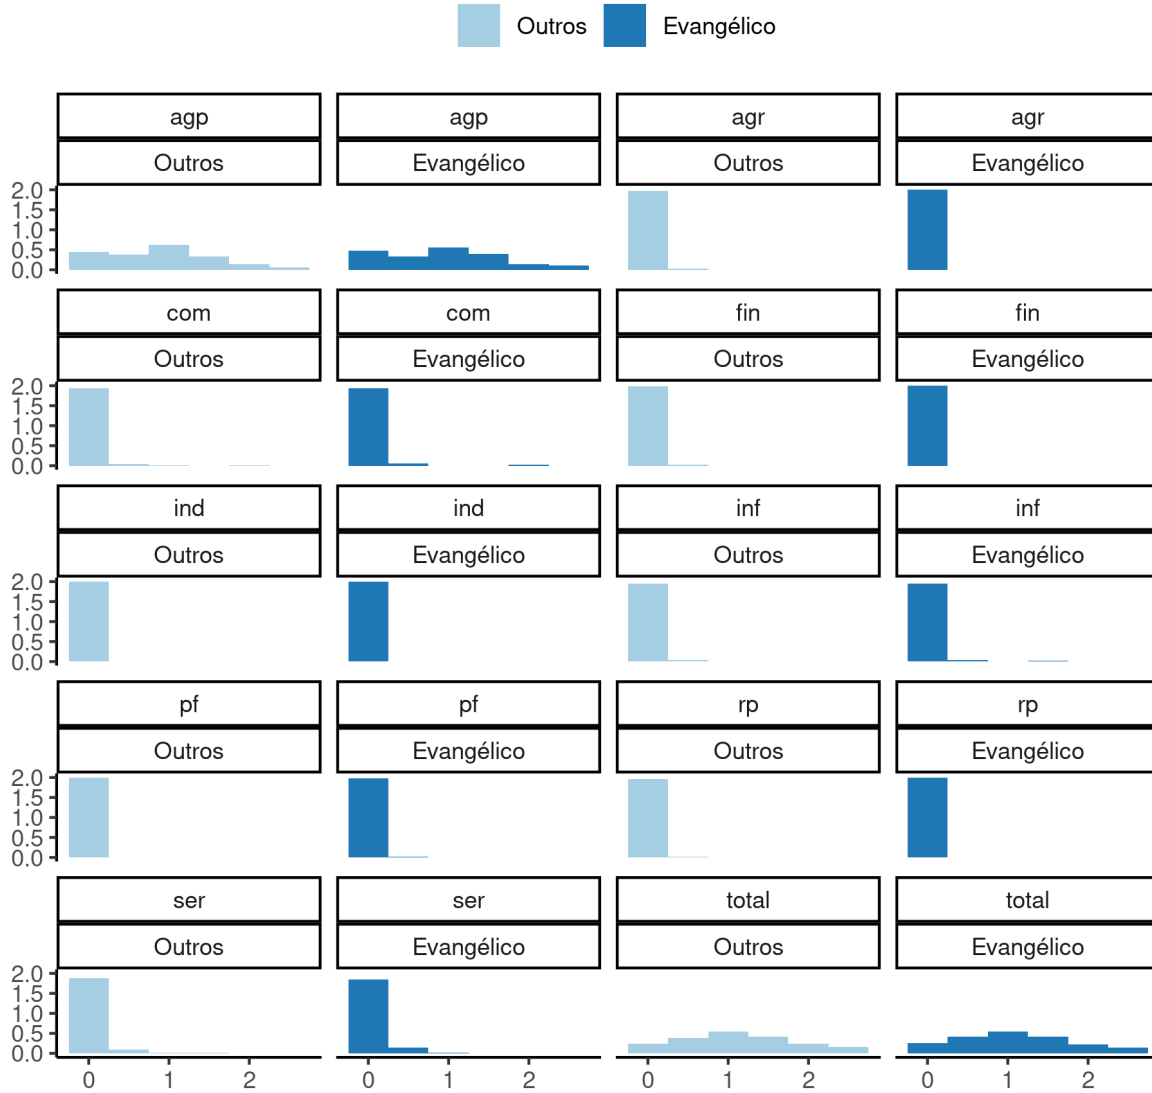 Outros Evangélico
agp agp agr agr
Outros Evangélico Outros Evangélico
2.0
1.5
1.0
0.5
0.0
com com fin fin
Outros Evangélico Outros Evangélico
2.0
1.5
1.0
0.5
0.0
ind ind inf inf
Outros Evangélico Outros Evangélico
2.0
1.5
1.0
0.5
0.0
pf pf rp rp
Outros Evangélico Outros Evangélico
2.0
1.5
1.0
0.5
0.0
ser ser total total
Outros Evangélico Outros Evangélico
2.0
1.5
1.0
0.5
0.0
0 1 2 0 1 2 0 1 2 0 1 2